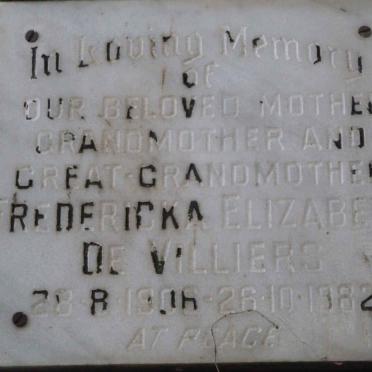 In Loving Memory
of
OUR BELOVED MOTHER
GRANDMOTHER AND
GREAT-GRANDMOTHER
FREDERICKA ELIZABE
DE VILLIERS
28-8-1906-26-10-1982
AT PEACE